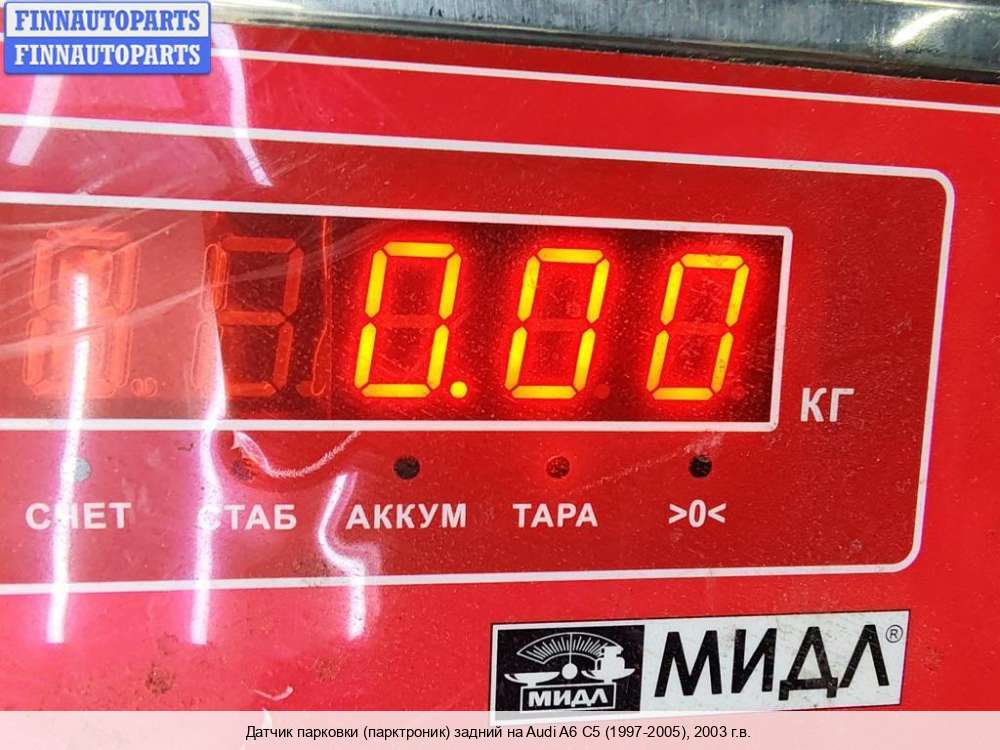 FINNAUTOPARTS
FINNAUTOPARTS
0.00
КГ
СЧЕТ СТАБ АККУМ ТАРА >0<
МИДЛ МИДЛ®
Датчик парковки (парктроник) задний на Audi A6 C5 (1997-2005), 2003 г.в.